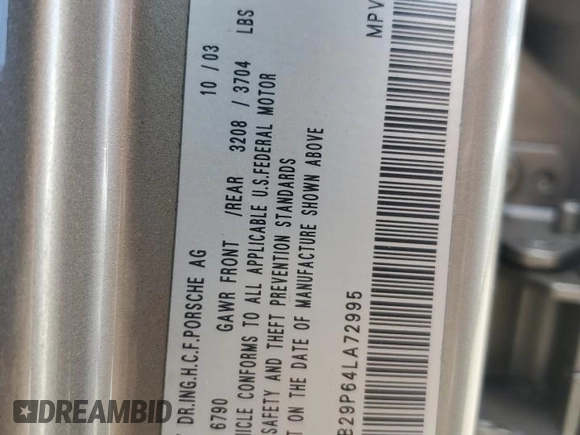 DR.ING.H.C.F.PORSCHE AG 10/03
6790 GAWR FRONT /REAR 3208 / 3704 LBS
HICLE CONFORMS TO ALL APPLICABLE U.S.FEDERAL MOTOR
SAFETY AND THEFT PREVENTION STANDARDS
T ON THE DATE OF MANUFACTURE SHOWN ABOVE
B29P64LA72995 MPV
DREAMBID